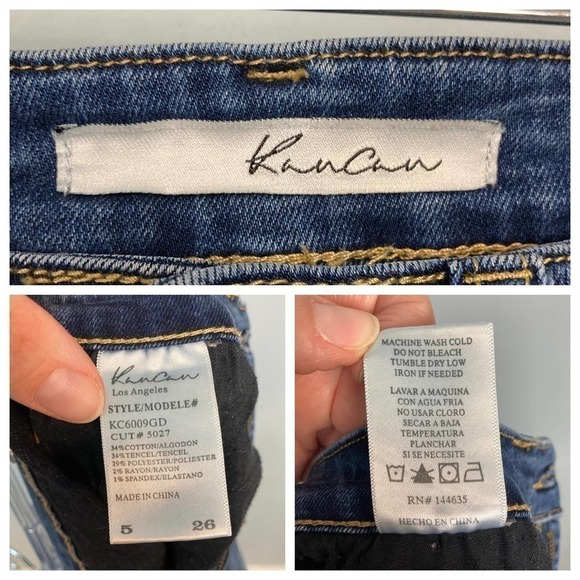 KanCan
KanCan
Los Angeles
STYLE/MODELE#
KC6009GD
CUT# 5027
34%COTTON/ALGODON
34%TENCEL/TENCEL
29%POLYESTER/POLIESTER
2%RAYON/RAYON
1%SPANDEX/ELASTANO
MADE IN CHINA
5 26
MACHINE WASH COLD
DO NOT BLEACH
TUMBLE DRY LOW
IRON IF NEEDED
LAVAR A MAQUINA
CON AGUA FRIA
NO USAR CLORO
SECAR A BAJA
TEMPERATURA
PLANCHAR
SI SE NECESITE
RN# 144635
HECHO EN CHINA